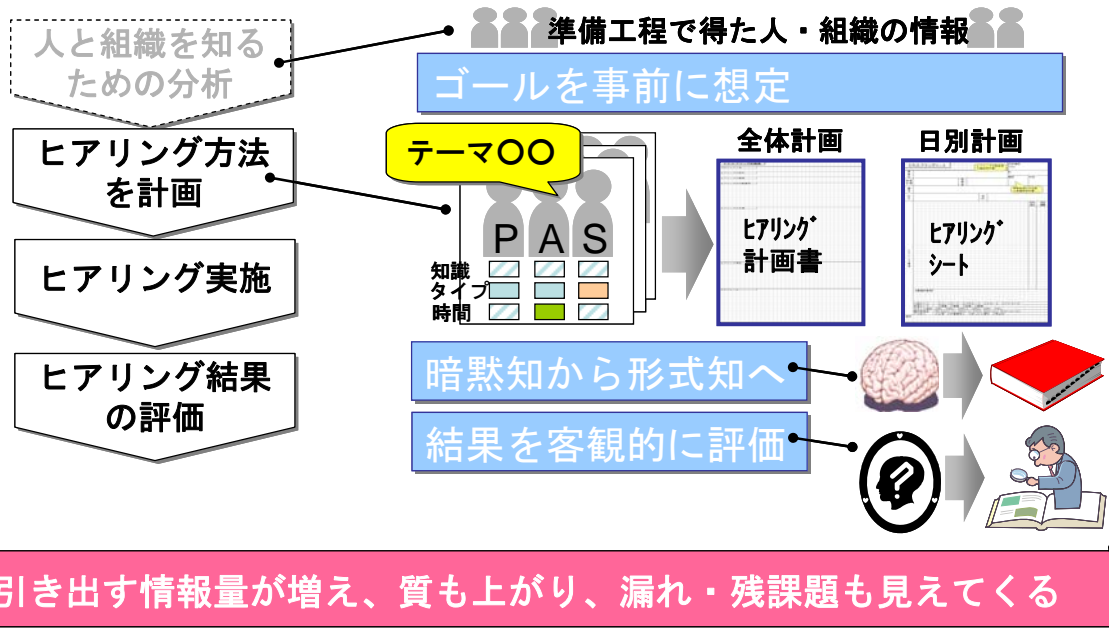 人と組織を知る
ための分析
準備工程で得た人・組織の情報
ゴールを事前に想定
ヒアリング方法
を計画
テーマ〇〇
P A S
知識
タイプ
時間
全体計画
日別計画
ﾋｱﾘﾝｸﾞ
計画書
ﾋｱﾘﾝｸﾞ
ｼｰﾄ
ヒアリング実施
暗黙知から形式知へ
ヒアリング結果
の評価
結果を客観的に評価
引き出す情報量が増え、質も上がり、漏れ・残課題も見えてくる